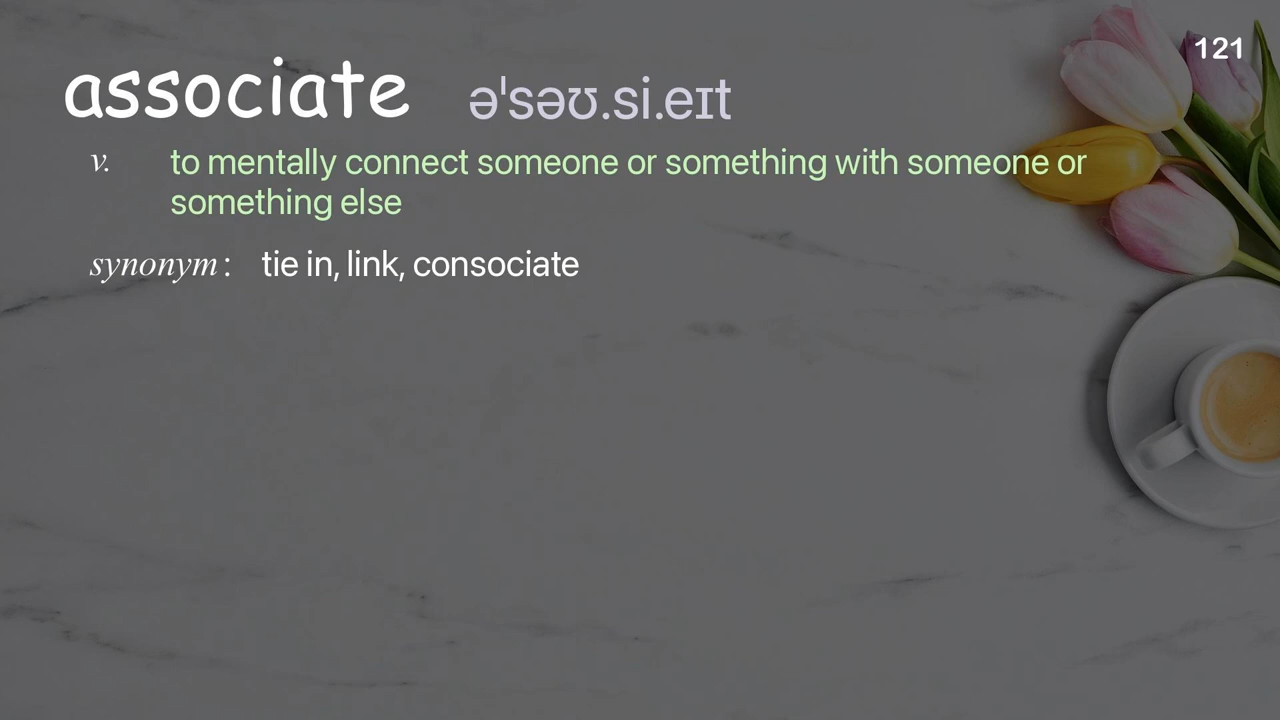 121
associate əˈsəʊ.si.eɪt
v. to mentally connect someone or something with someone or
something else
synonym : tie in, link, consociate